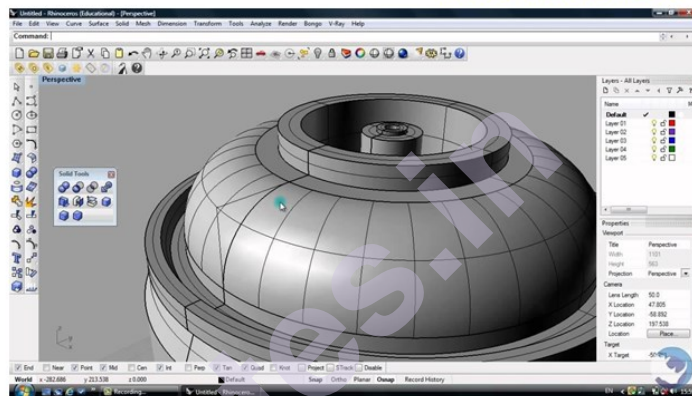 Untitled - Rhinoceros (Educational) - [Perspective]
File Edit View Curve Surface Solid Mesh Dimension Transform Tools Analyze Render Bongo V-Ray Help
Command:
Perspective
Solid Tools
Layers - All Layers
Name
Default
Layer 01
Layer 02
Layer 03
Layer 04
Layer 05
Properties
Viewport
Title Perspective
Width 1101
Height 563
Projection Perspective
Camera
Lens Length 50.0
X Location 47.805
Y Location -58.892
Z Location 197.538
Location Place...
Target
X Target
End Near Point Mid Cen Int Perp Tan Quad Knot Project STrack Disable
World x -282.686 y 213.538 z 0.000 Default Snap Ortho Planar Osnap Record History
Recording... Untitled - Rhinoceros... EN
tes.in